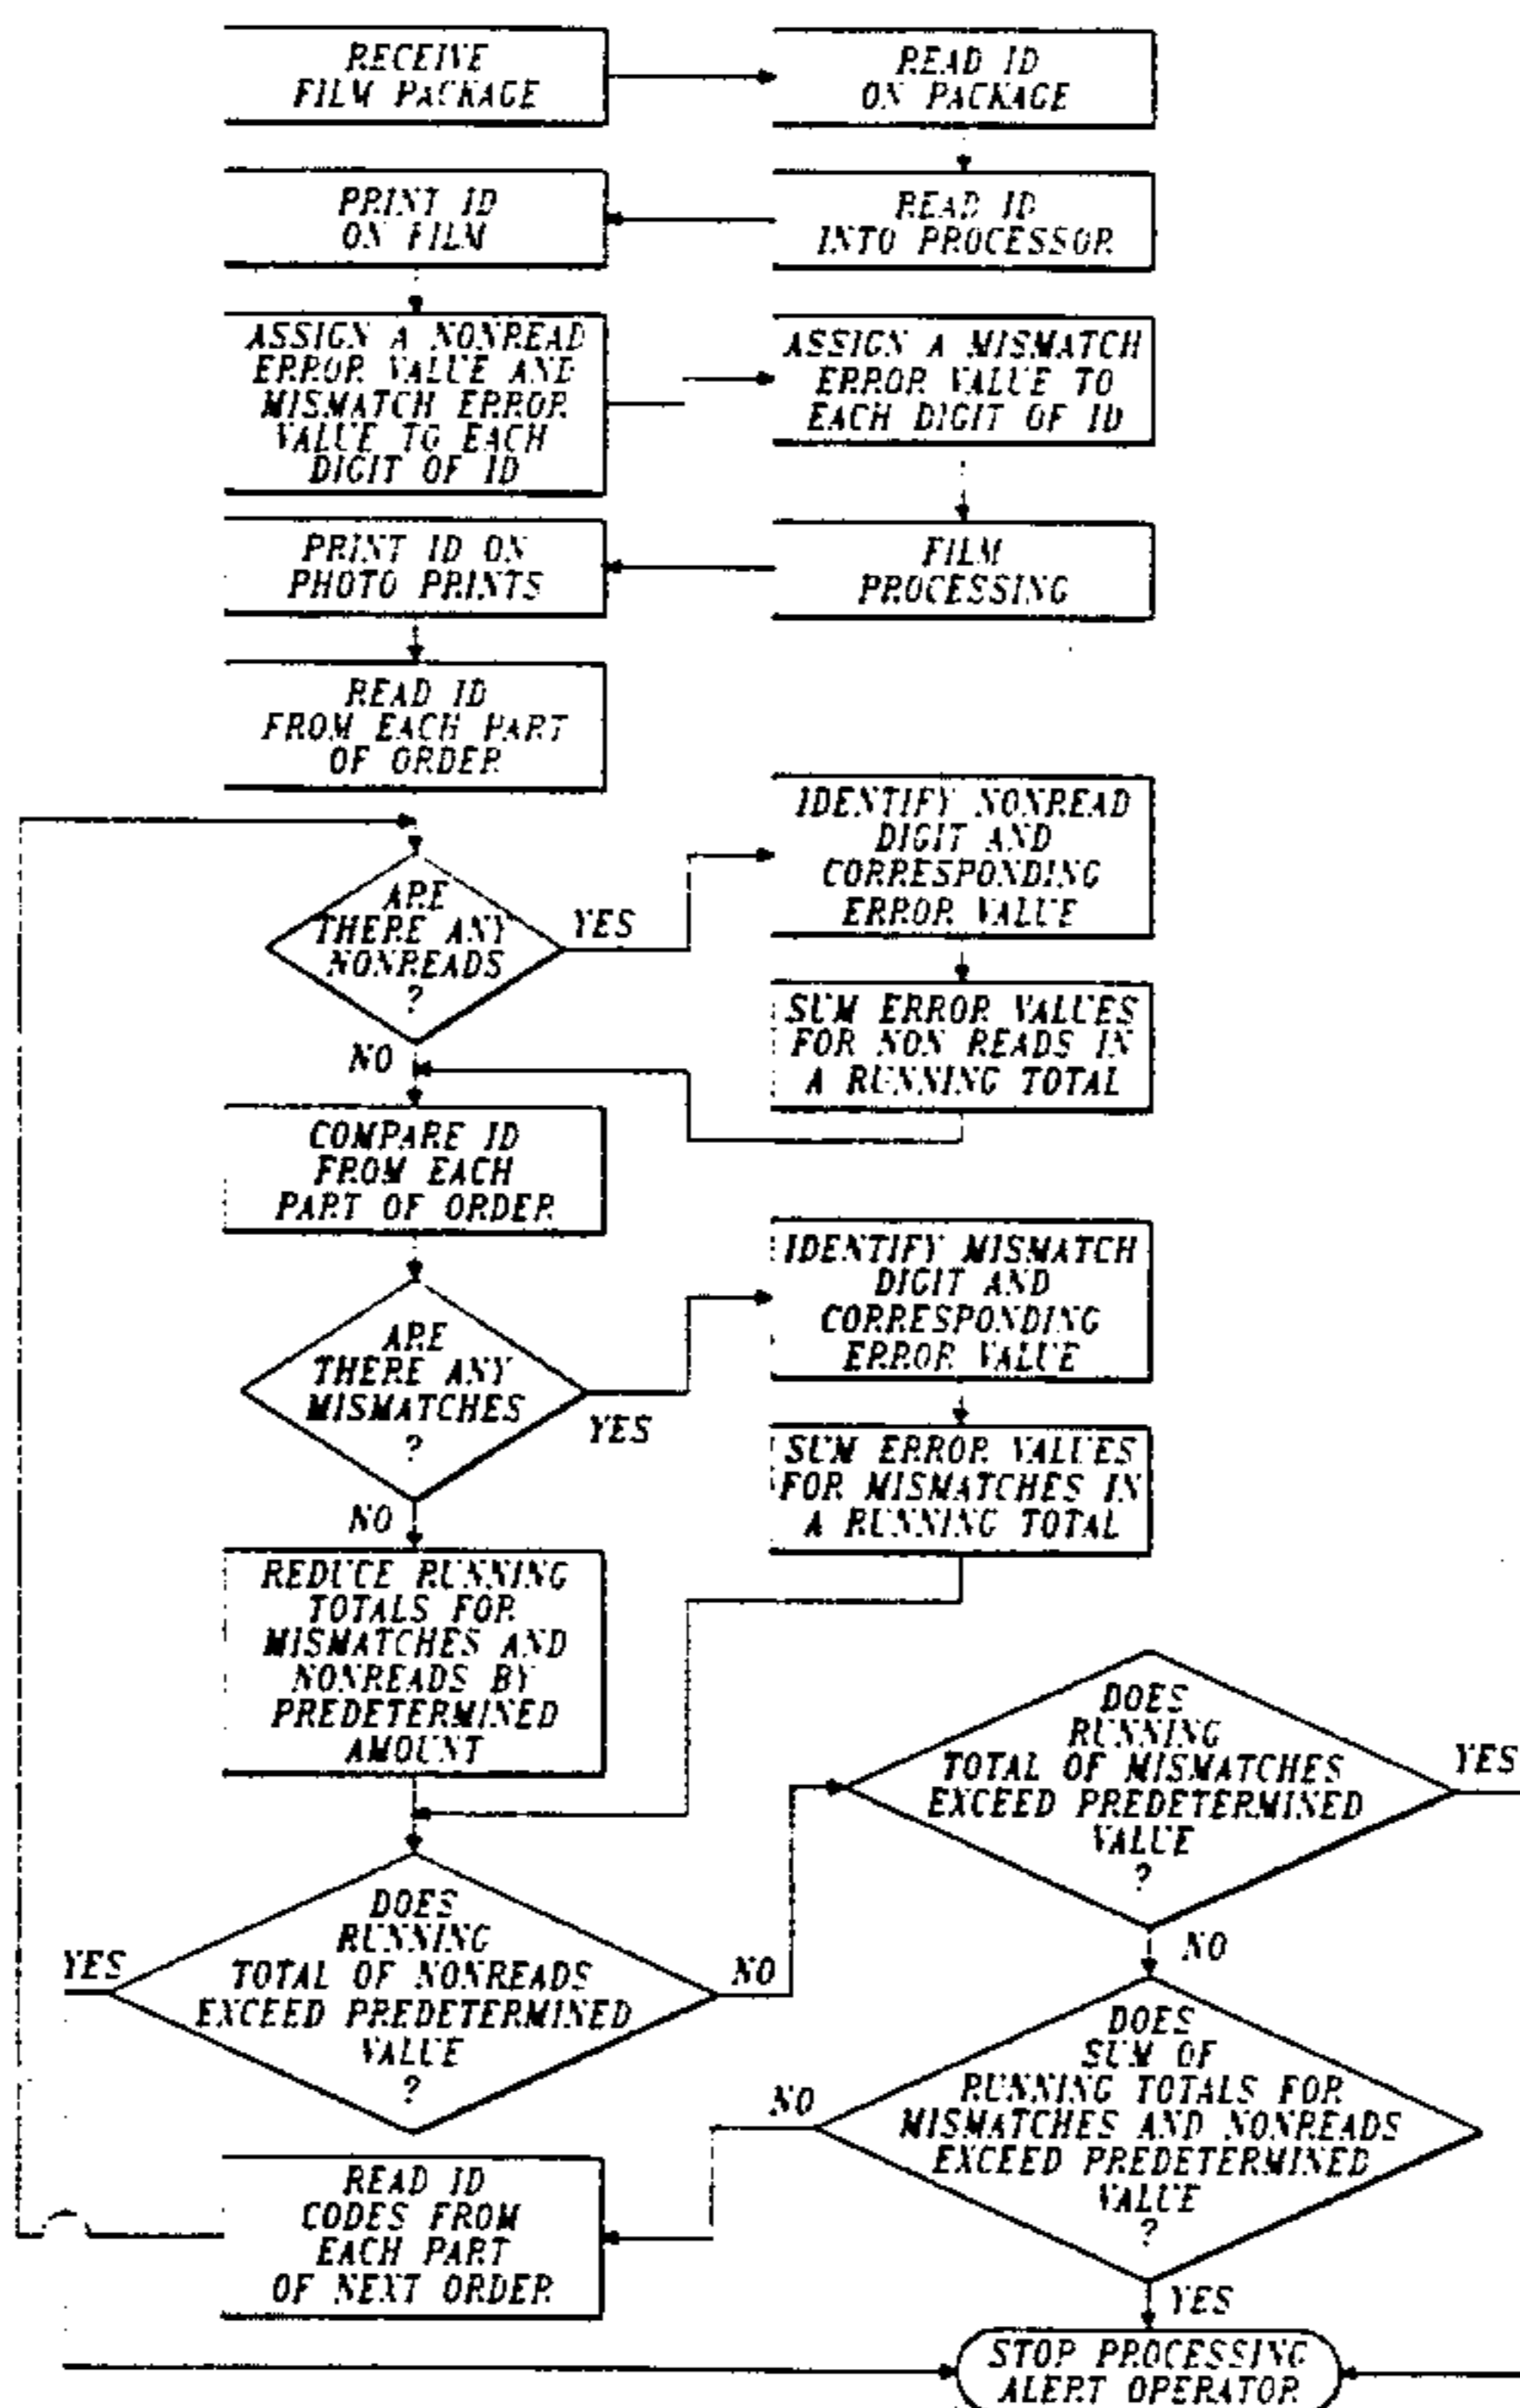 RECEIVE
FILM PACKAGE
READ ID
ON PACKAGE
PRINT ID
ON FILM
READ ID
INTO PROCESSOR
ASSIGN A NONREAD
ERROR VALUE AND
MISMATCH ERROR
VALUE TO EACH
DIGIT OF ID
ASSIGN A MISMATCH
ERROR VALUE TO
EACH DIGIT OF ID
PRINT ID ON
PHOTO PRINTS
FILM
PROCESSING
READ ID
FROM EACH PART
OF ORDER
ARE
THERE ANY
NONREADS
?
YES
NO
IDENTIFY NONREAD
DIGIT AND
CORRESPONDING
ERROR VALUE
SUM ERROR VALUES
FOR NON READS IN
A RUNNING TOTAL
COMPARE ID
FROM EACH
PART OF ORDER
ARE
THERE ANY
MISMATCHES
?
YES
NO
IDENTIFY MISMATCH
DIGIT AND
CORRESPONDING
ERROR VALUE
SUM ERROR VALUES
FOR MISMATCHES IN
A RUNNING TOTAL
REDUCE RUNNING
TOTALS FOR
MISMATCHES AND
NONREADS BY
PREDETERMINED
AMOUNT
DOES
RUNNING
TOTAL OF MISMATCHES
EXCEED PREDETERMINED
VALUE
?
YES
NO
DOES
RUNNING
TOTAL OF NONREADS
EXCEED PREDETERMINED
VALUE
?
YES
NO
DOES
SUM OF
RUNNING TOTALS FOR
MISMATCHES AND NONREADS
EXCEED PREDETERMINED
VALUE
?
NO
YES
READ ID
CODES FROM
EACH PART
OF NEXT ORDER
STOP PROCESSING
ALERT OPERATOR